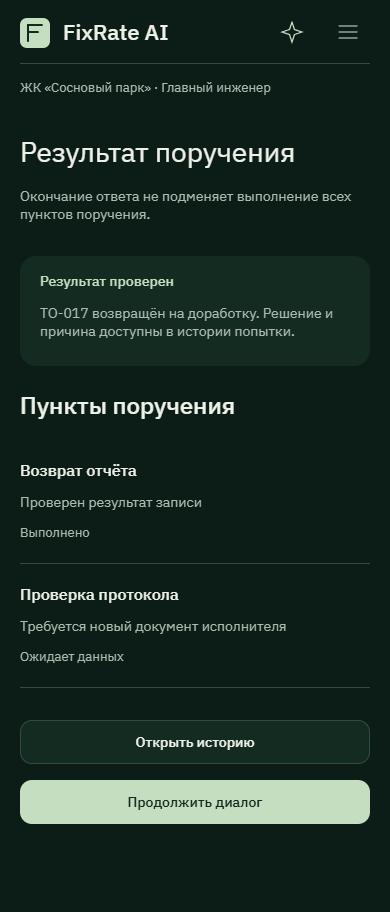 FixRate AI
ЖК «Сосновый парк» · Главный инженер
Результат поручения
Окончание ответа не подменяет выполнение всех
пунктов поручения.
Результат проверен
ТО-017 возвращён на доработку. Решение и
причина доступны в истории попытки.
Пункты поручения
Возврат отчёта
Проверен результат записи
Выполнено
Проверка протокола
Требуется новый документ исполнителя
Ожидает данных
Открыть историю
Продолжить диалог